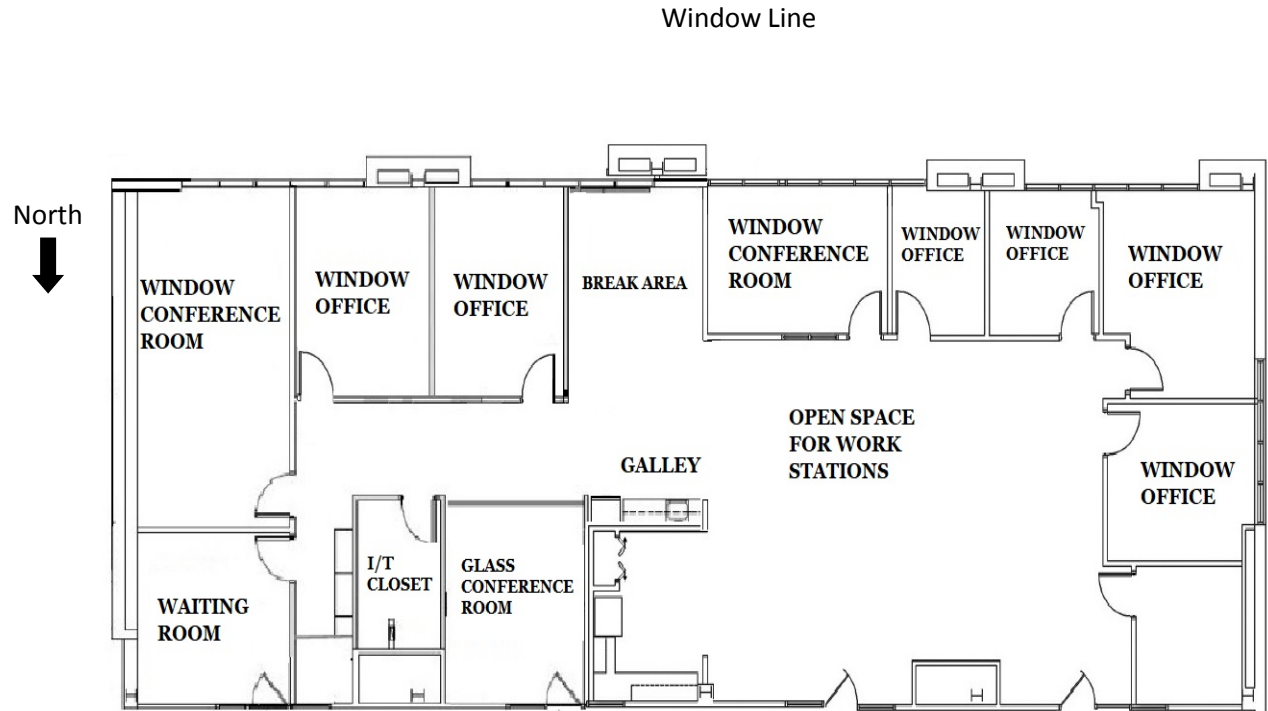 Window Line
North
WINDOW
CONFERENCE
ROOM
WINDOW
OFFICE
WINDOW
OFFICE
BREAK AREA
WINDOW
CONFERENCE
ROOM
WINDOW
OFFICE
WINDOW
OFFICE
WINDOW
OFFICE
OPEN SPACE
FOR WORK
STATIONS
GALLEY
WINDOW
OFFICE
WAITING
ROOM
I/T
CLOSET
GLASS
CONFERENCE
ROOM